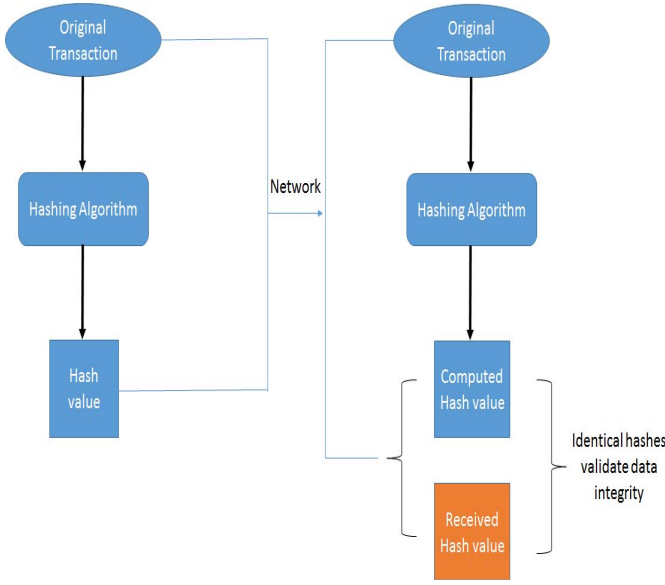 Original
Transaction
Hashing Algorithm
Hash
value
Network
Original
Transaction
Hashing Algorithm
Computed
Hash value
Received
Hash value
Identical hashes
validate data
integrity